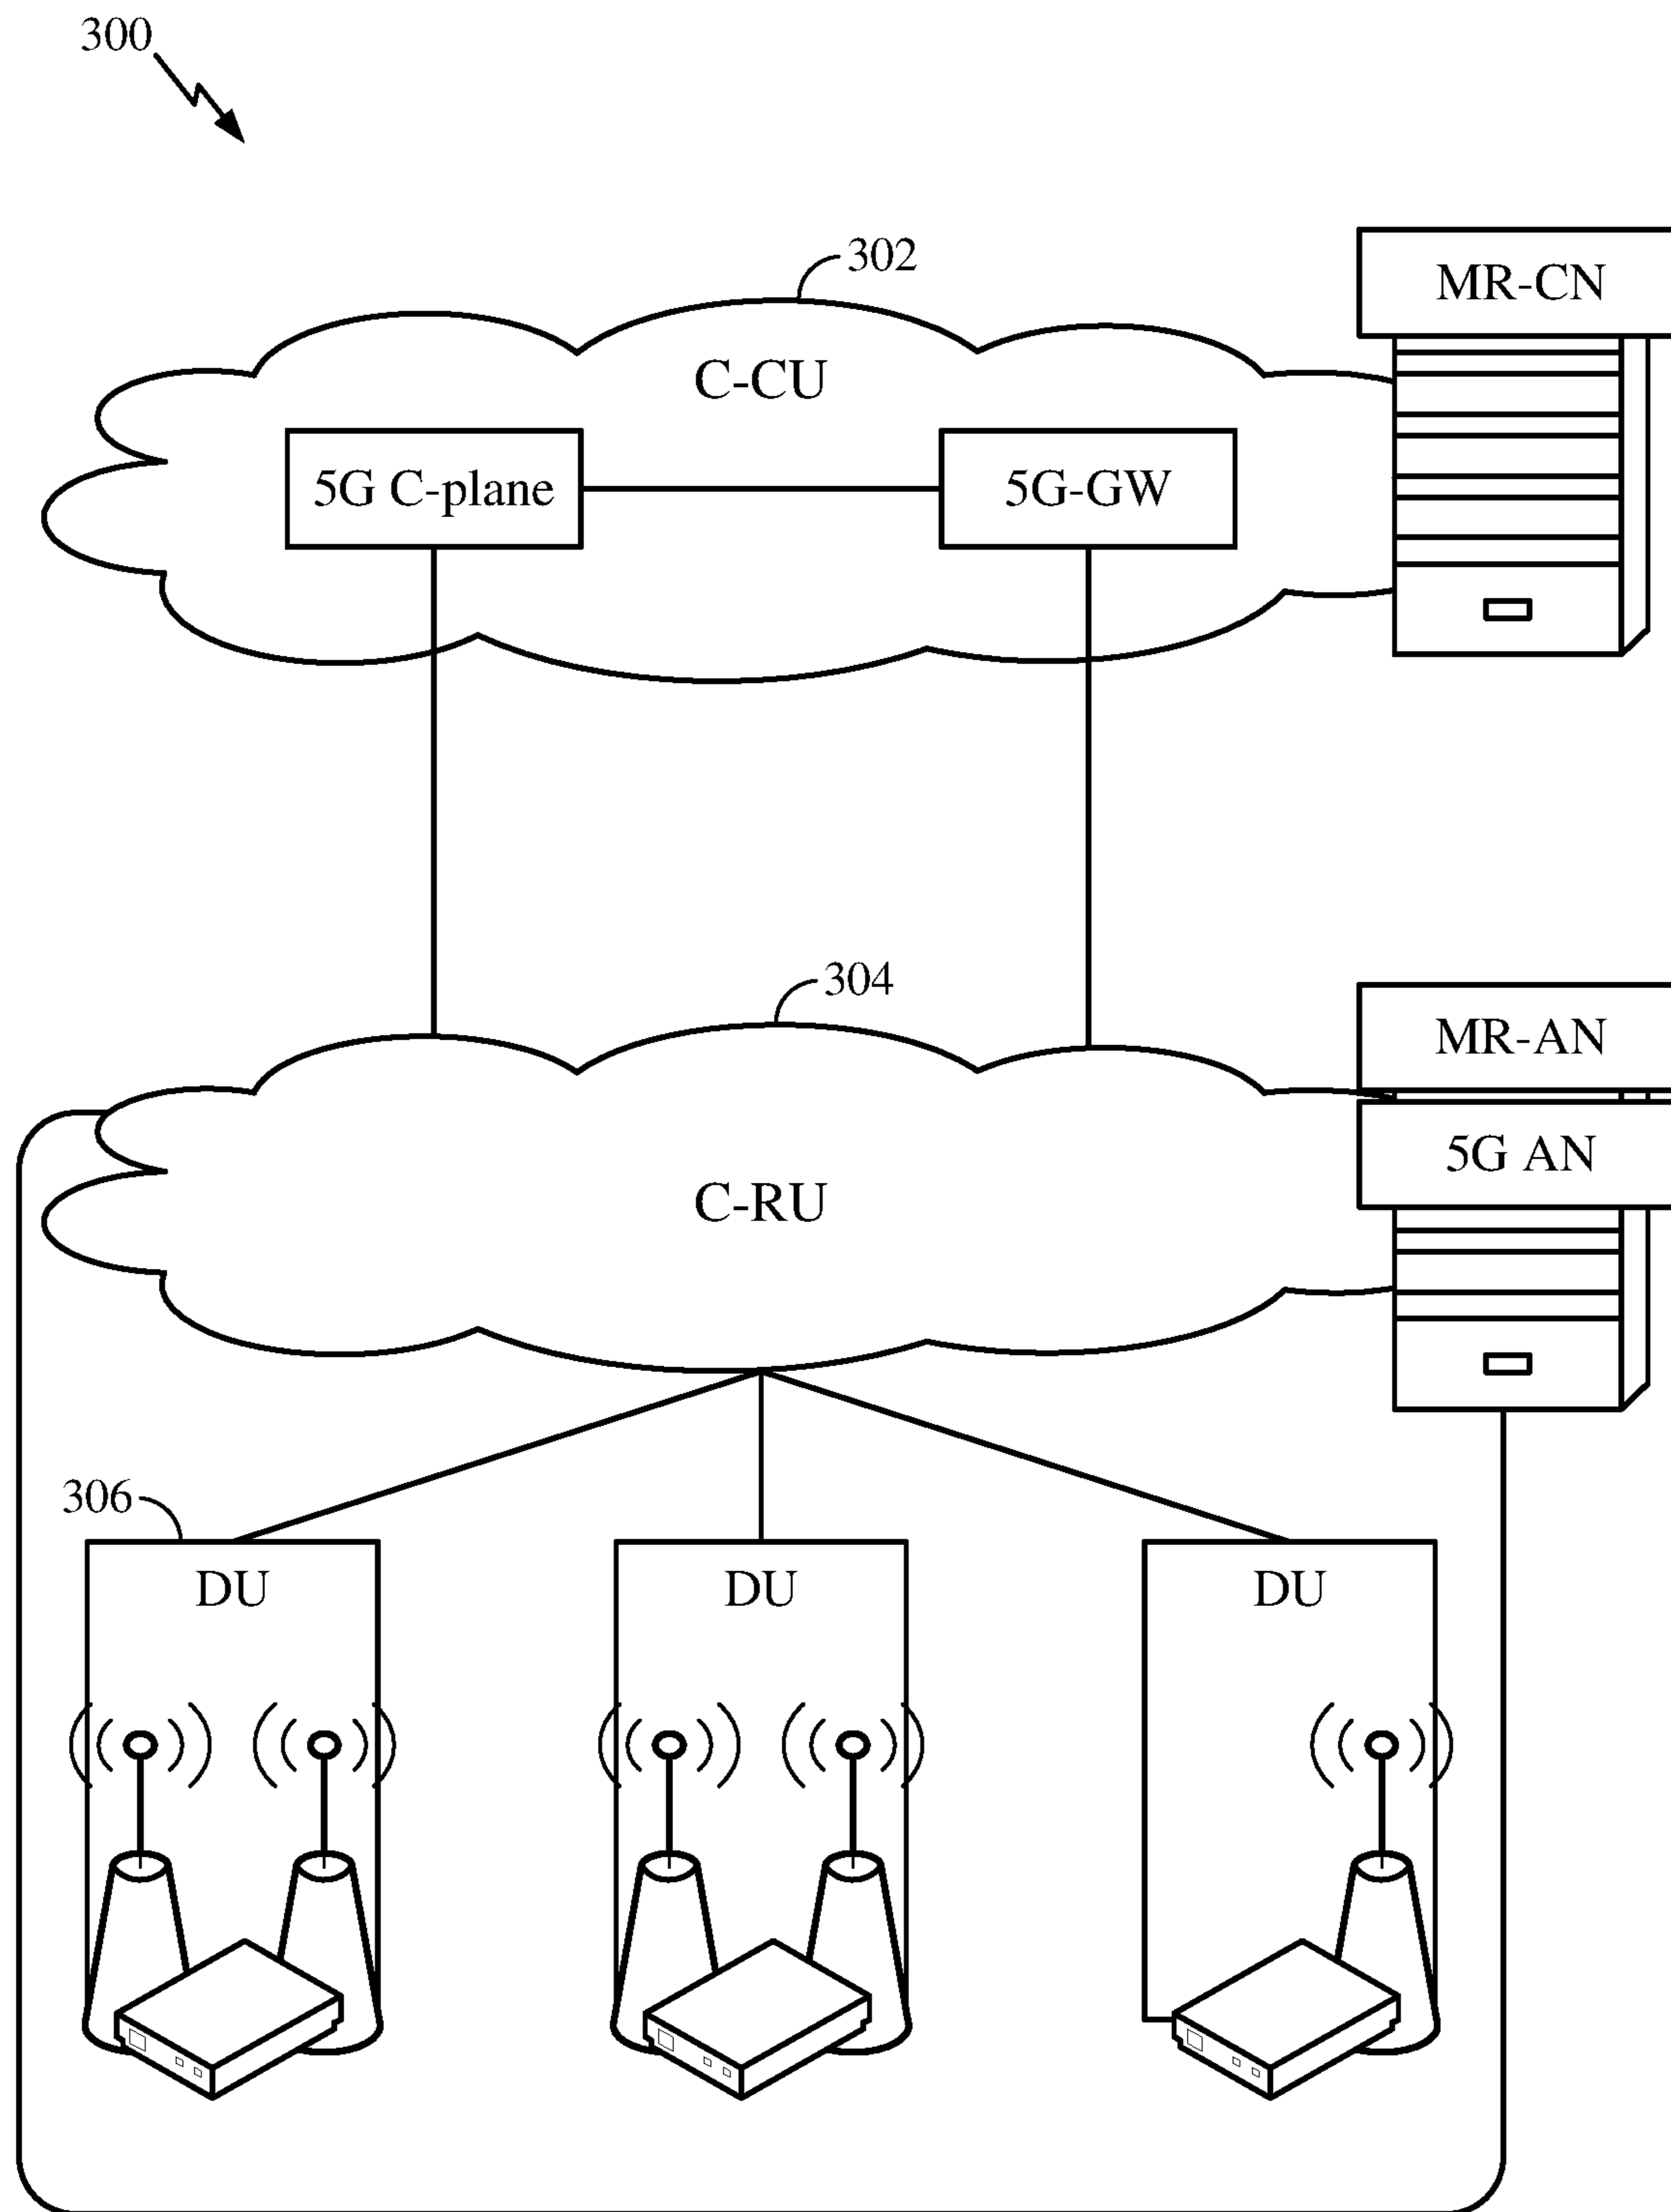 300
302
MR-CN
C-CU
5G C-plane
5G-GW
304
MR-AN
5G AN
C-RU
306
DU
DU
DU